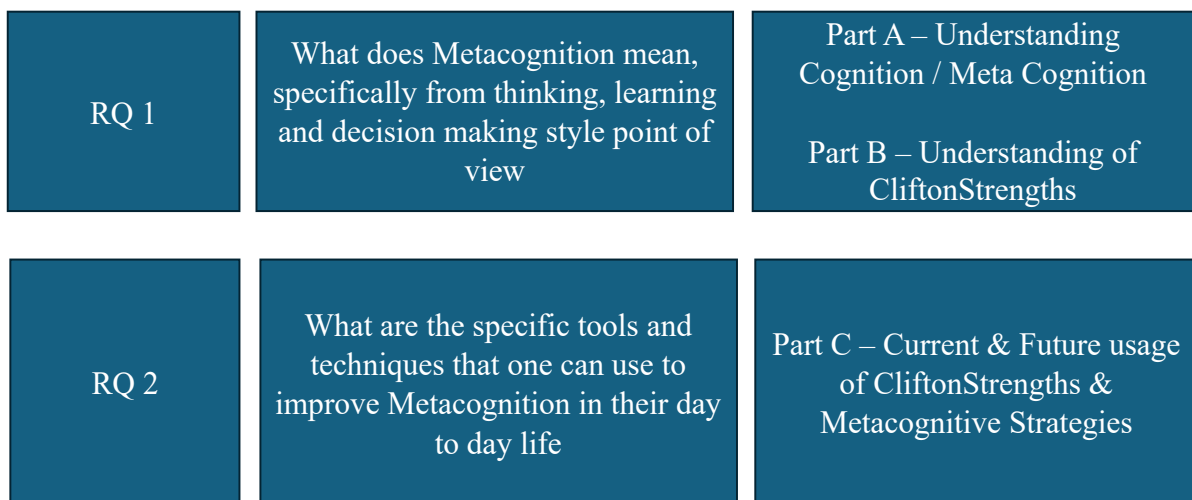 RQ 1
What does Metacognition mean,
specifically from thinking, learning
and decision making style point of
view
Part A – Understanding
Cognition / Meta Cognition
Part B – Understanding of
CliftonStrengths
RQ 2
What are the specific tools and
techniques that one can use to
improve Metacognition in their day
to day life
Part C – Current & Future usage
of CliftonStrengths &
Metacognitive Strategies